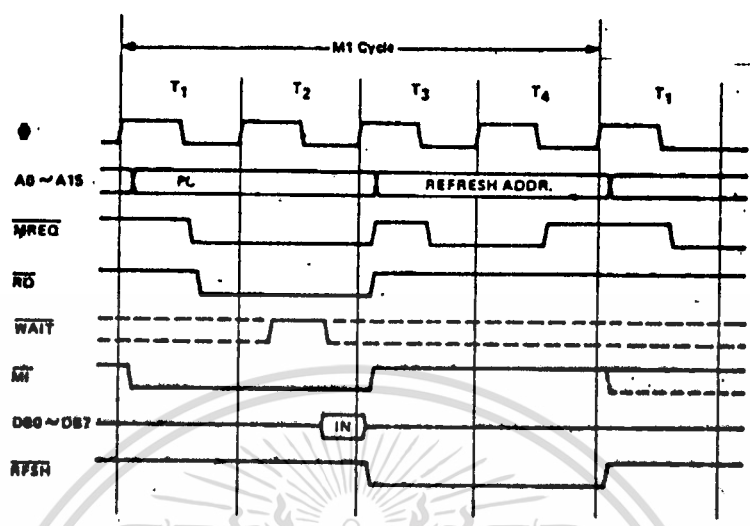 M1 Cycle
T1 T2 T3 T4 T1
Φ
A0 ~ A15 PC REFRESH ADDR.
MREQ
RD
WAIT
M1
DB0 ~ DB7 IN
RFSH